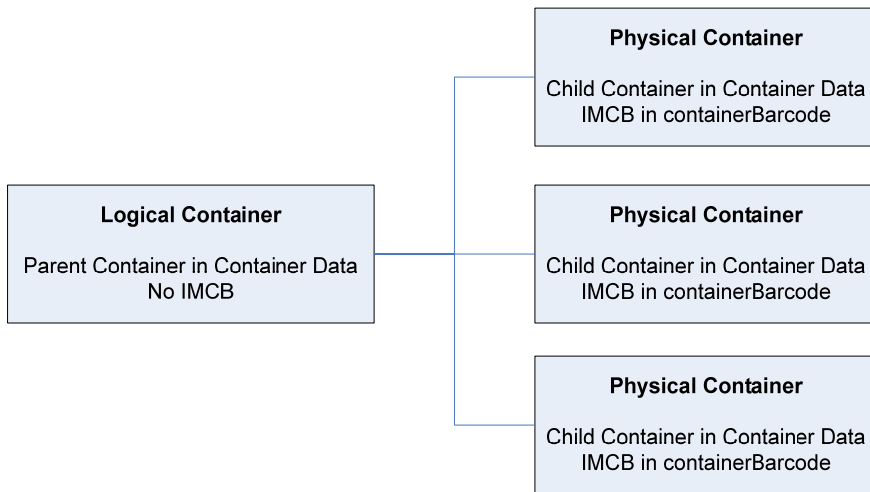 Physical Container
Child Container in Container Data
IMCB in containerBarcode
Logical Container
Parent Container in Container Data
No IMCB
Physical Container
Child Container in Container Data
IMCB in containerBarcode
Physical Container
Child Container in Container Data
IMCB in containerBarcode